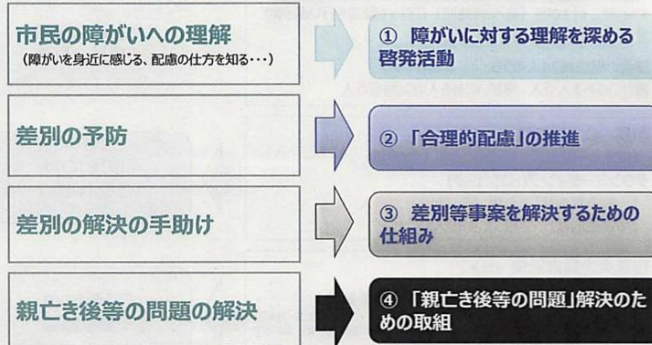 市民の障がいへの理解
(障がいを身近に感じる、配慮の仕方を知る・・・)
① 障がいに対する理解を深める
啓発活動
差別の予防
② 「合理的配慮」の推進
差別の解決の手助け
③ 差別等事案を解決するための
仕組み
親亡き後等の問題の解決
④ 「親亡き後等の問題」解決のた
めの取組